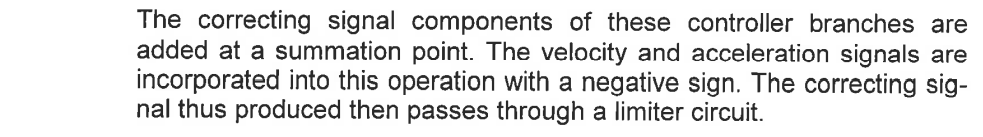 The correcting signal components of these controller branches are
added at a summation point. The velocity and acceleration signals are
incorporated into this operation with a negative sign. The correcting sig-
nal thus produced then passes through a limiter circuit.